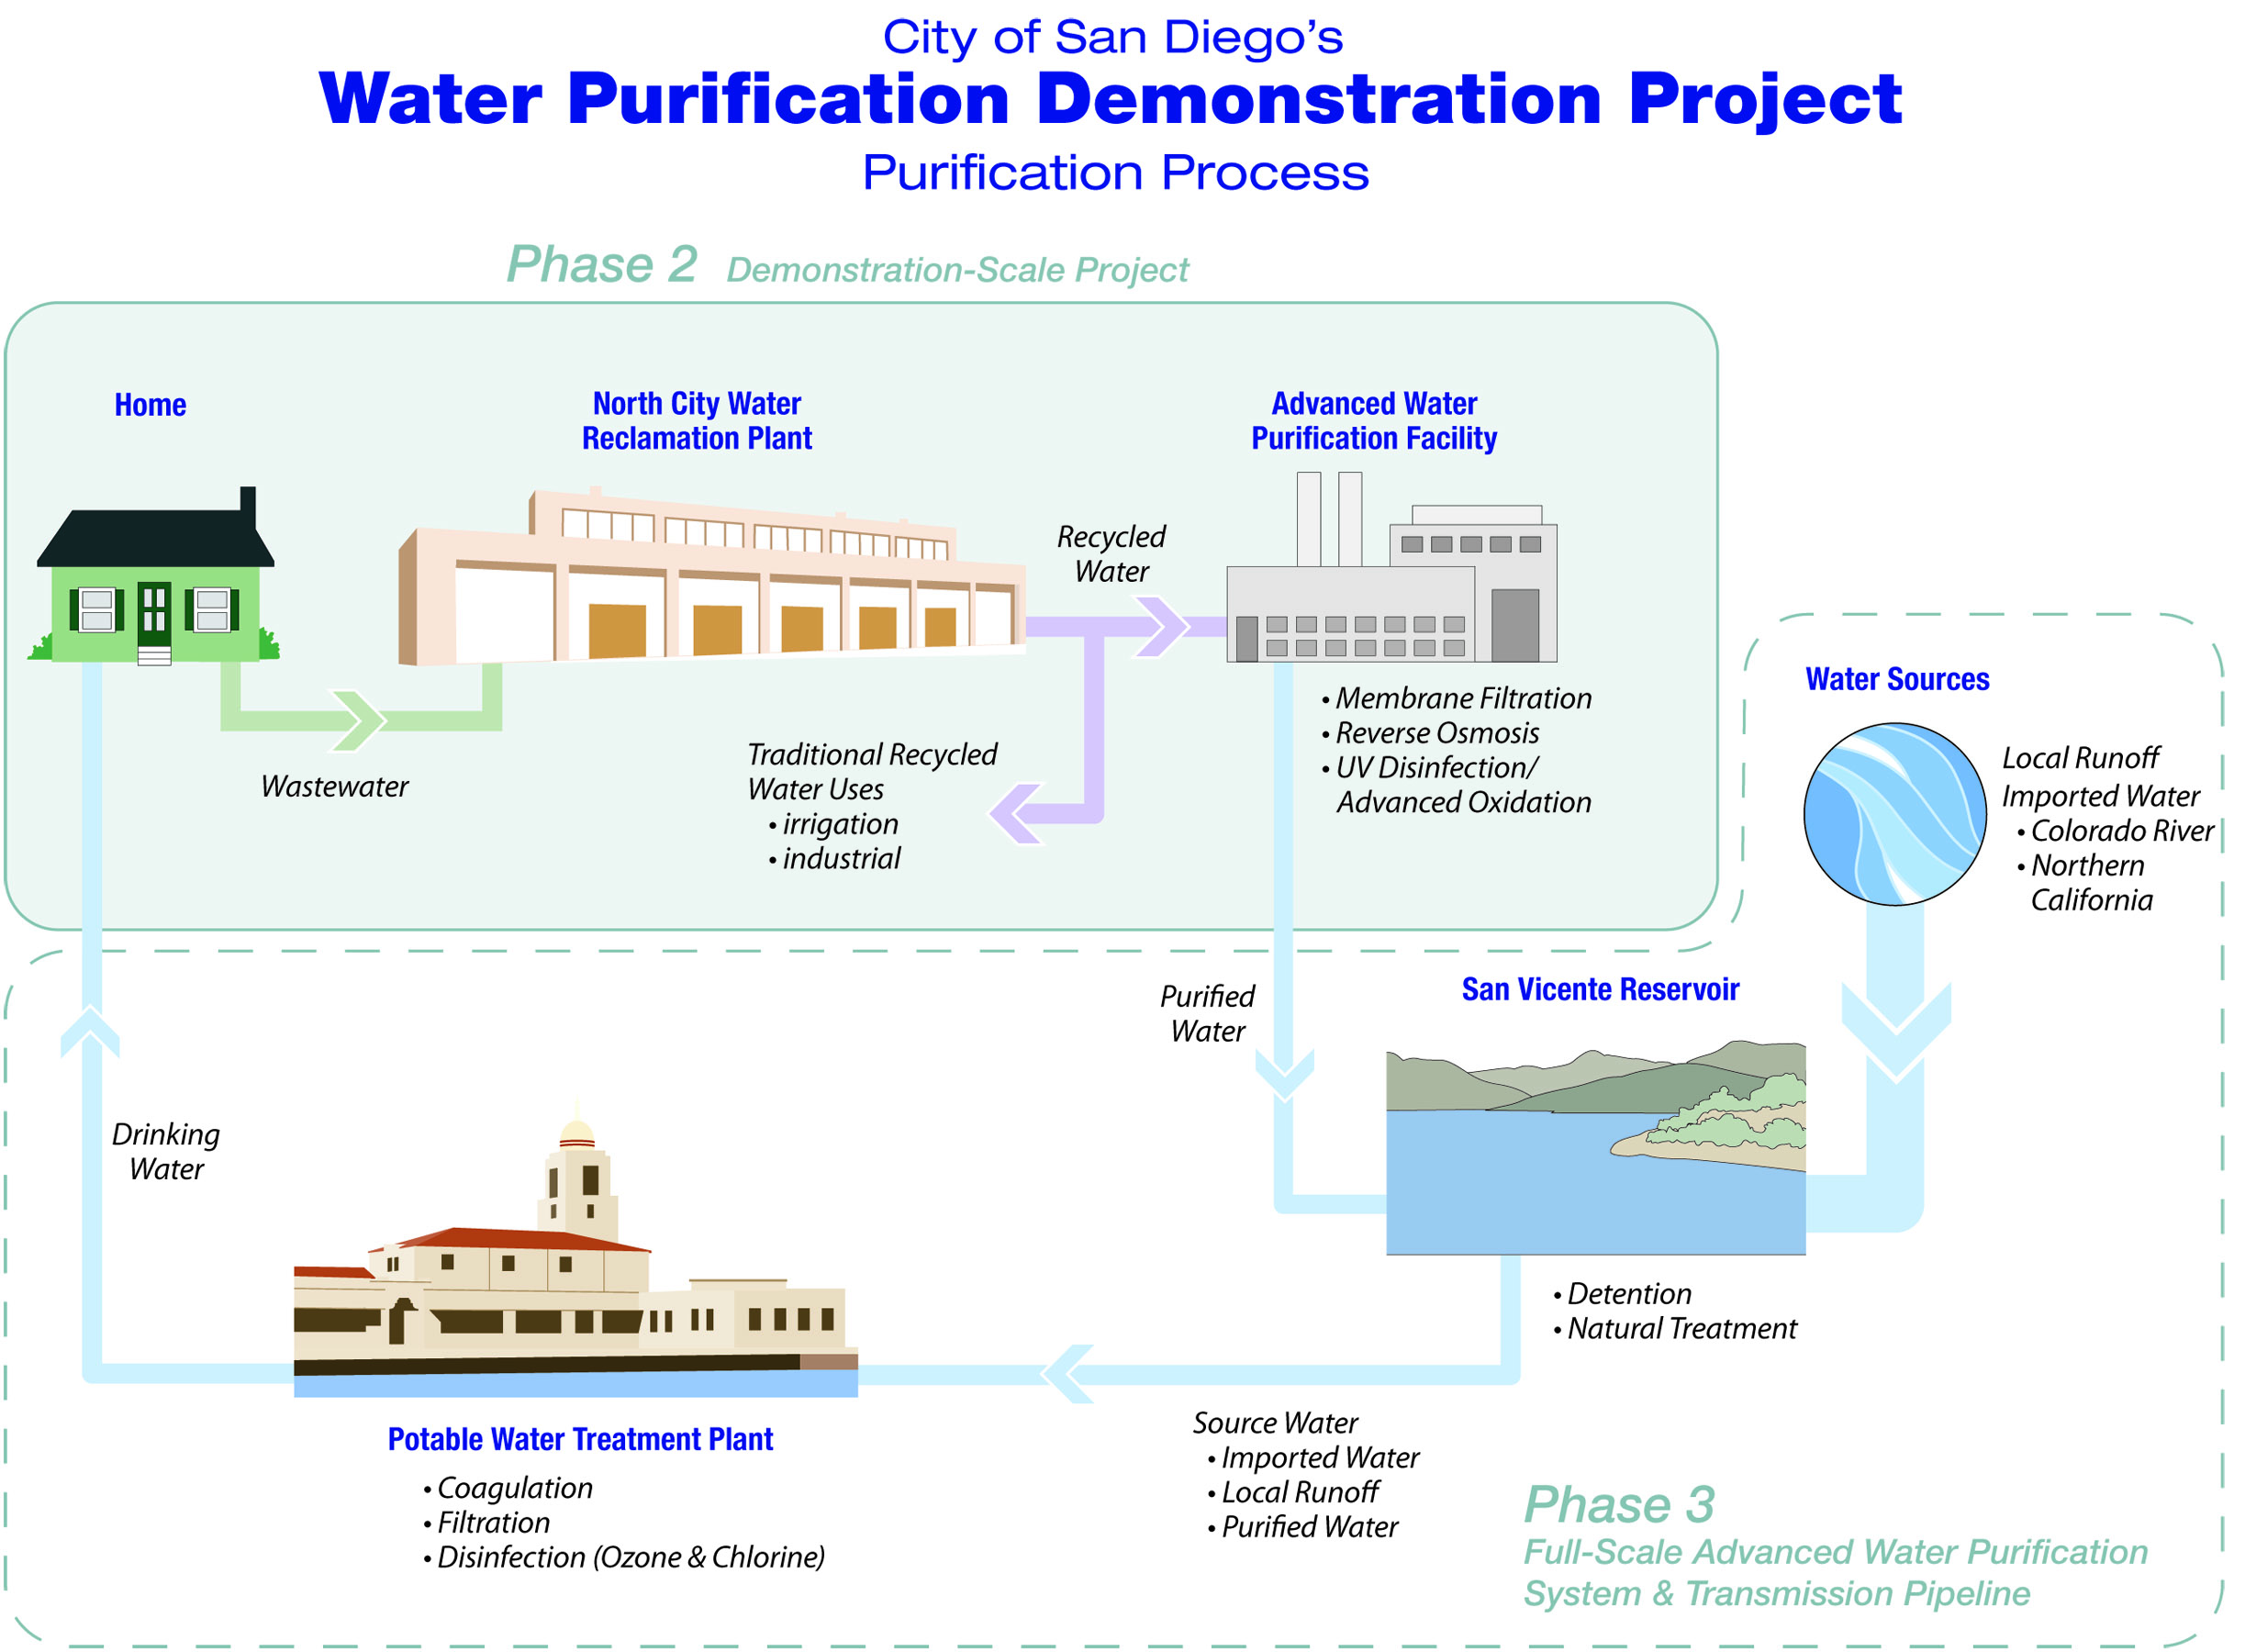 City of San Diego’s
Water Purification Demonstration Project
Purification Process
Phase 2 Demonstration-Scale Project
Home
North City Water
Reclamation Plant
Advanced Water
Purification Facility
Recycled
Water
Wastewater
Traditional Recycled
Water Uses
• irrigation
• industrial
• Membrane Filtration
• Reverse Osmosis
• UV Disinfection/
Advanced Oxidation
Water Sources
Local Runoff
Imported Water
• Colorado River
• Northern
California
Purified
Water
San Vicente Reservoir
• Detention
• Natural Treatment
Drinking
Water
Potable Water Treatment Plant
• Coagulation
• Filtration
• Disinfection (Ozone & Chlorine)
Source Water
• Imported Water
• Local Runoff
• Purified Water
Phase 3
Full-Scale Advanced Water Purification
System & Transmission Pipeline